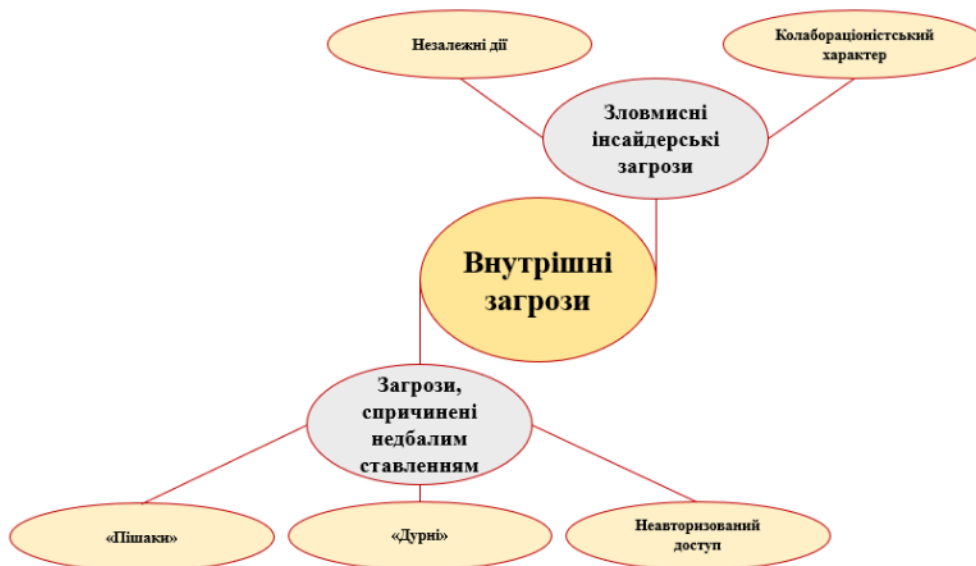 Незалежні дії
Колабораціоністський
характер
Зловмисні
інсайдерські
загрози
Внутрішні
загрози
Загрози,
спричинені
недбалим
ставленням
«Пішаки»
«Дурні»
Неавторизований
доступ